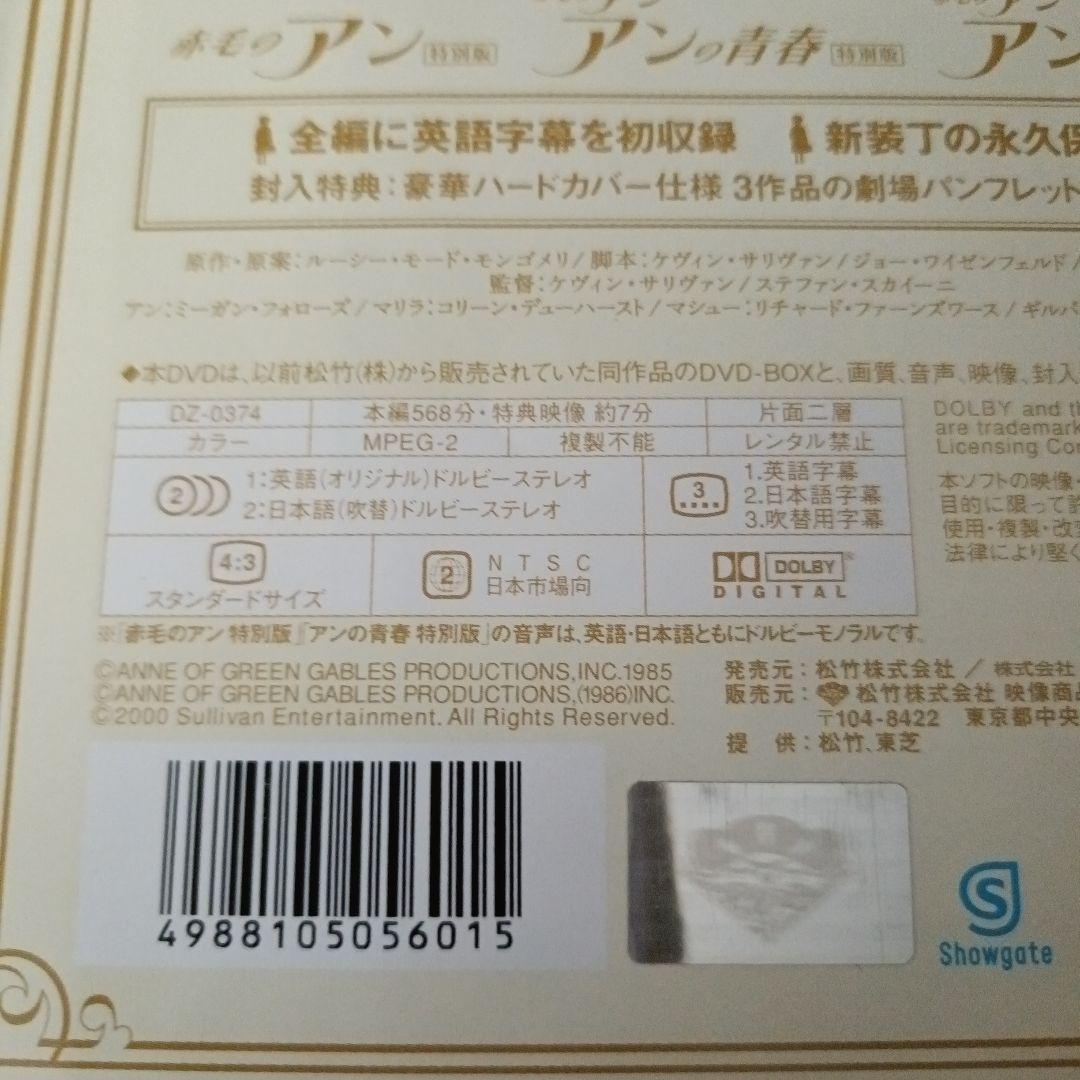 赤毛のアン 特別版 アンの青春 特別版 アン
全編に英語字幕を初収録 新装丁の永久保
封入特典：豪華ハードカバー仕様 3作品の劇場パンフレット
原作・原案：ルーシー・モード・モンゴメリ/脚本：ケヴィン・サリヴァン/ジョー・ワイゼンフェルド/
監督：ケヴィン・サリヴァン/ステファン・スカイーニ
アン：ミーガン・フォローズ/マリラ：コリーン・デューハースト/マシュー：リチャード・ファーンズワース/ギルバ
◆本DVDは、以前松竹(株)から販売されていた同作品のDVD-BOXと、画質、音声、映像、封入
DZ-0374 本編568分・特典映像 約7分 片面二層
カラー MPEG-2 複製不能 レンタル禁止
2 1：英語(オリジナル)ドルビーステレオ
2：日本語(吹替)ドルビーステレオ
3 1.英語字幕
2.日本語字幕
3.吹替用字幕
4:3
スタンダードサイズ
2 NTSC
日本市場向
DOLBY
DIGITAL
DOLBY and th
are trademark
Licensing Cor
本ソフトの映像・
目的に限って許
使用・複製・改変
法律により堅く
※「赤毛のアン 特別版」「アンの青春 特別版」の音声は、英語・日本語ともにドルビーモノラルです。
©ANNE OF GREEN GABLES PRODUCTIONS,INC.1985
©ANNE OF GREEN GABLES PRODUCTIONS,(1986)INC.
©2000 Sullivan Entertainment. All Rights Reserved.
発売元：松竹株式会社 / 株式会社
販売元：松竹株式会社 映像商品
〒104-8422 東京都中央
提 供：松竹、東芝
4988105056015
S
Showgate